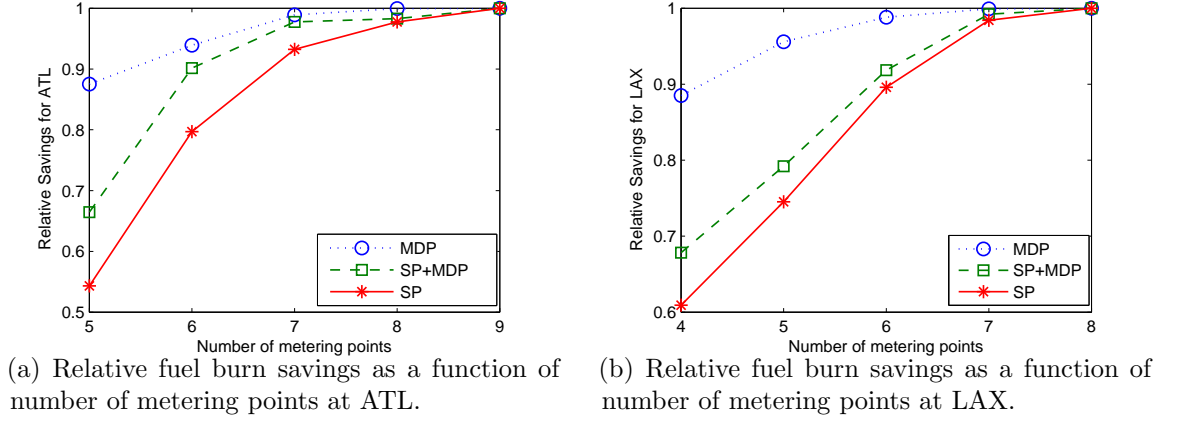 1
0.9
0.8
0.7
0.6
0.5
Relative Savings for ATL
5 6 7 8 9
Number of metering points
MDP
SP+MDP
SP
(a) Relative fuel burn savings as a function of
number of metering points at ATL.
1
0.9
0.8
0.7
0.6
Relative Savings for LAX
4 5 6 7 8
Number of metering points
MDP
SP+MDP
SP
(b) Relative fuel burn savings as a function of
number of metering points at LAX.